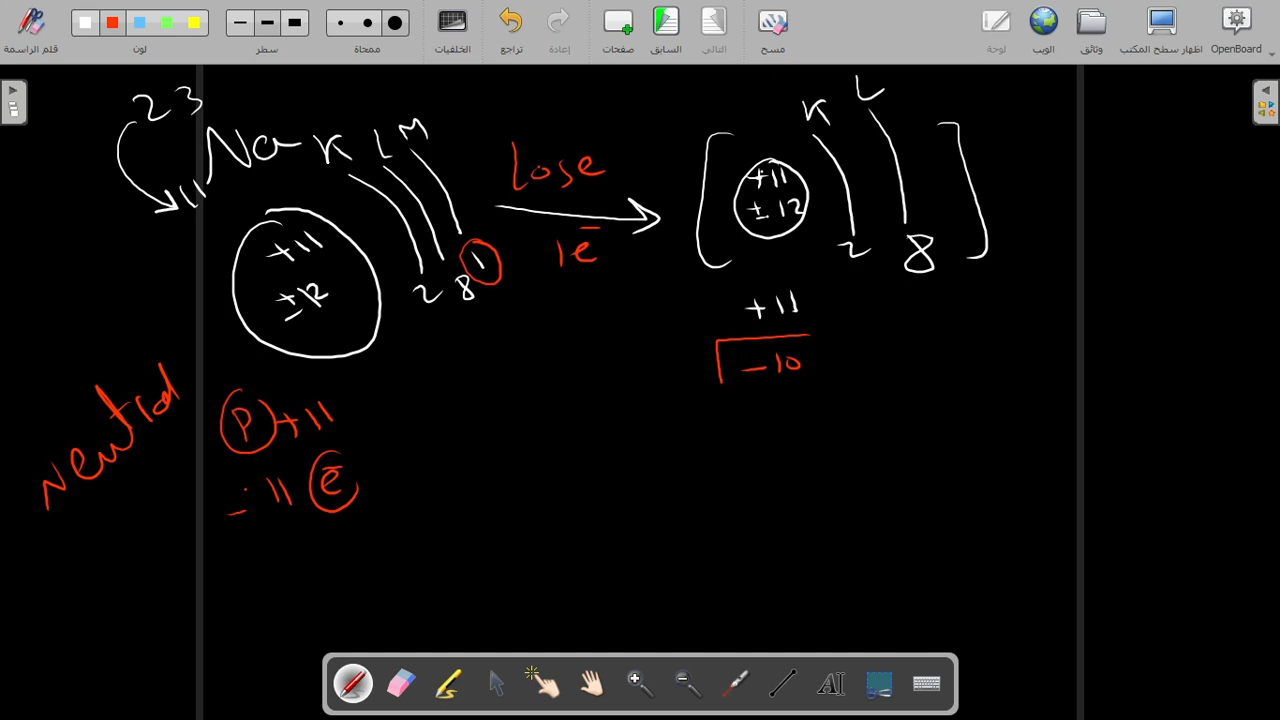 قلم الراسمة
لون
سطر
ممحاة
الخلفيات
تراجع
إعادة
صفحات
السابق
التالي
مسح
لوحة
الويب
وثائق
اظهار سطح المكتب
OpenBoard
23
11 Na K L M
+11
± 12
2 8 1
Lose
1e̅
K L
+11
± 12
2 8
+11
-10
Neutral
P +11
- 11 e̅
AI